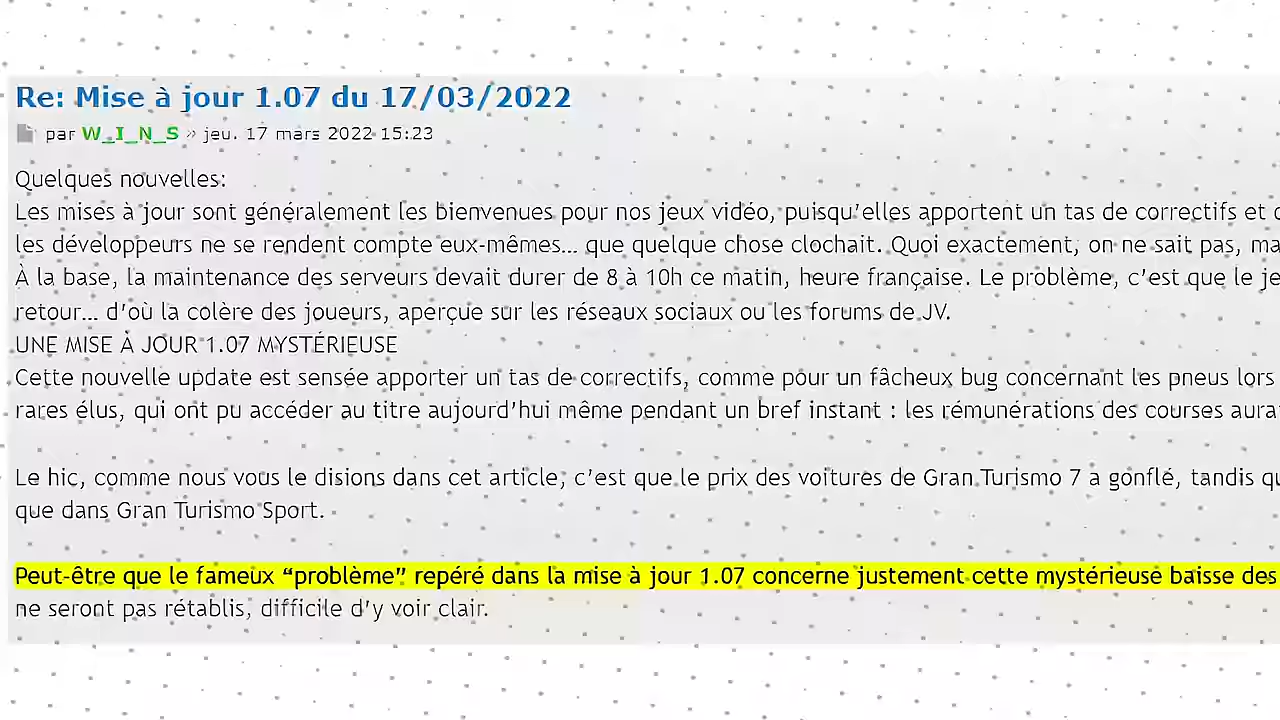 Re: Mise à jour 1.07 du 17/03/2022
par W_I_N_S » jeu. 17 mars 2022 15:23
Quelques nouvelles:
Les mises à jour sont généralement les bienvenues pour nos jeux vidéo, puisqu'elles apportent un tas de correctifs et
les développeurs ne se rendent compte eux-mêmes... que quelque chose clochait. Quoi exactement, on ne sait pas,
À la base, la maintenance des serveurs devait durer de 8 à 10h ce matin, heure française. Le problème, c'est que le
retour... d'où la colère des joueurs, aperçue sur les réseaux sociaux ou les forums de JV.
UNE MISE À JOUR 1.07 MYSTÉRIEUSE
Cette nouvelle update est sensée apporter un tas de correctifs, comme pour un fâcheux bug concernant les pneus lors
rares élus, qui ont pu accéder au titre aujourd'hui même pendant un bref instant : les rémunérations des courses
Le hic, comme nous vous le disions dans cet article, c'est que le prix des voitures de Gran Turismo 7 a gonflé, tandis
que dans Gran Turismo Sport.
Peut-être que le fameux “problème” repéré dans la mise à jour 1.07 concerne justement cette mystérieuse baisse des
ne seront pas rétablis, difficile d'y voir clair.